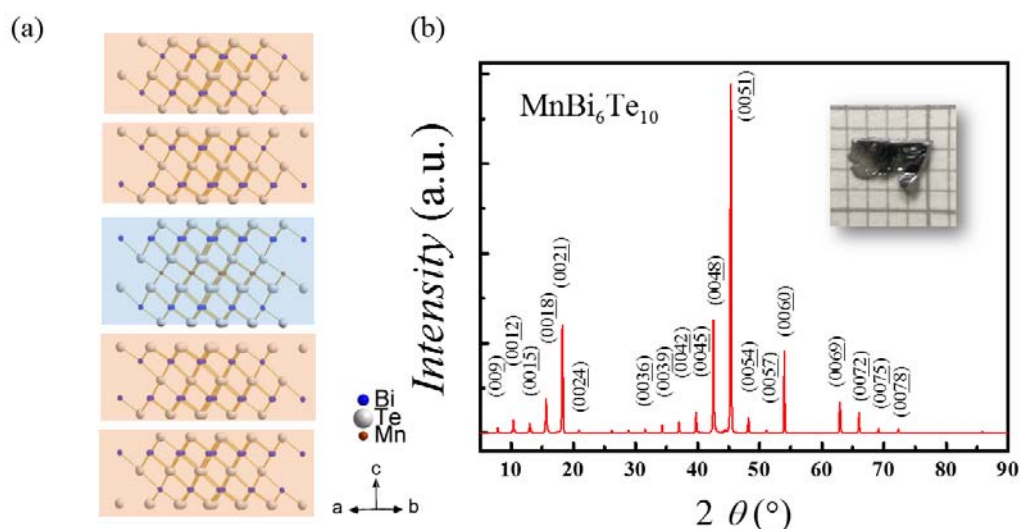 (a)
Bi
Te
Mn
c
a
b
(b)
MnBi₆Te₁₀
Intensity (a.u.)
(009)
(0012)
(0015)
(0018)
(0021)
(0024)
(0036)
(0039)
(0042)
(0045)
(0048)
(0051)
(0054)
(0057)
(0060)
(0069)
(0072)
(0075)
(0078)
10 20 30 40 50 60 70 80 90
2 θ (°)